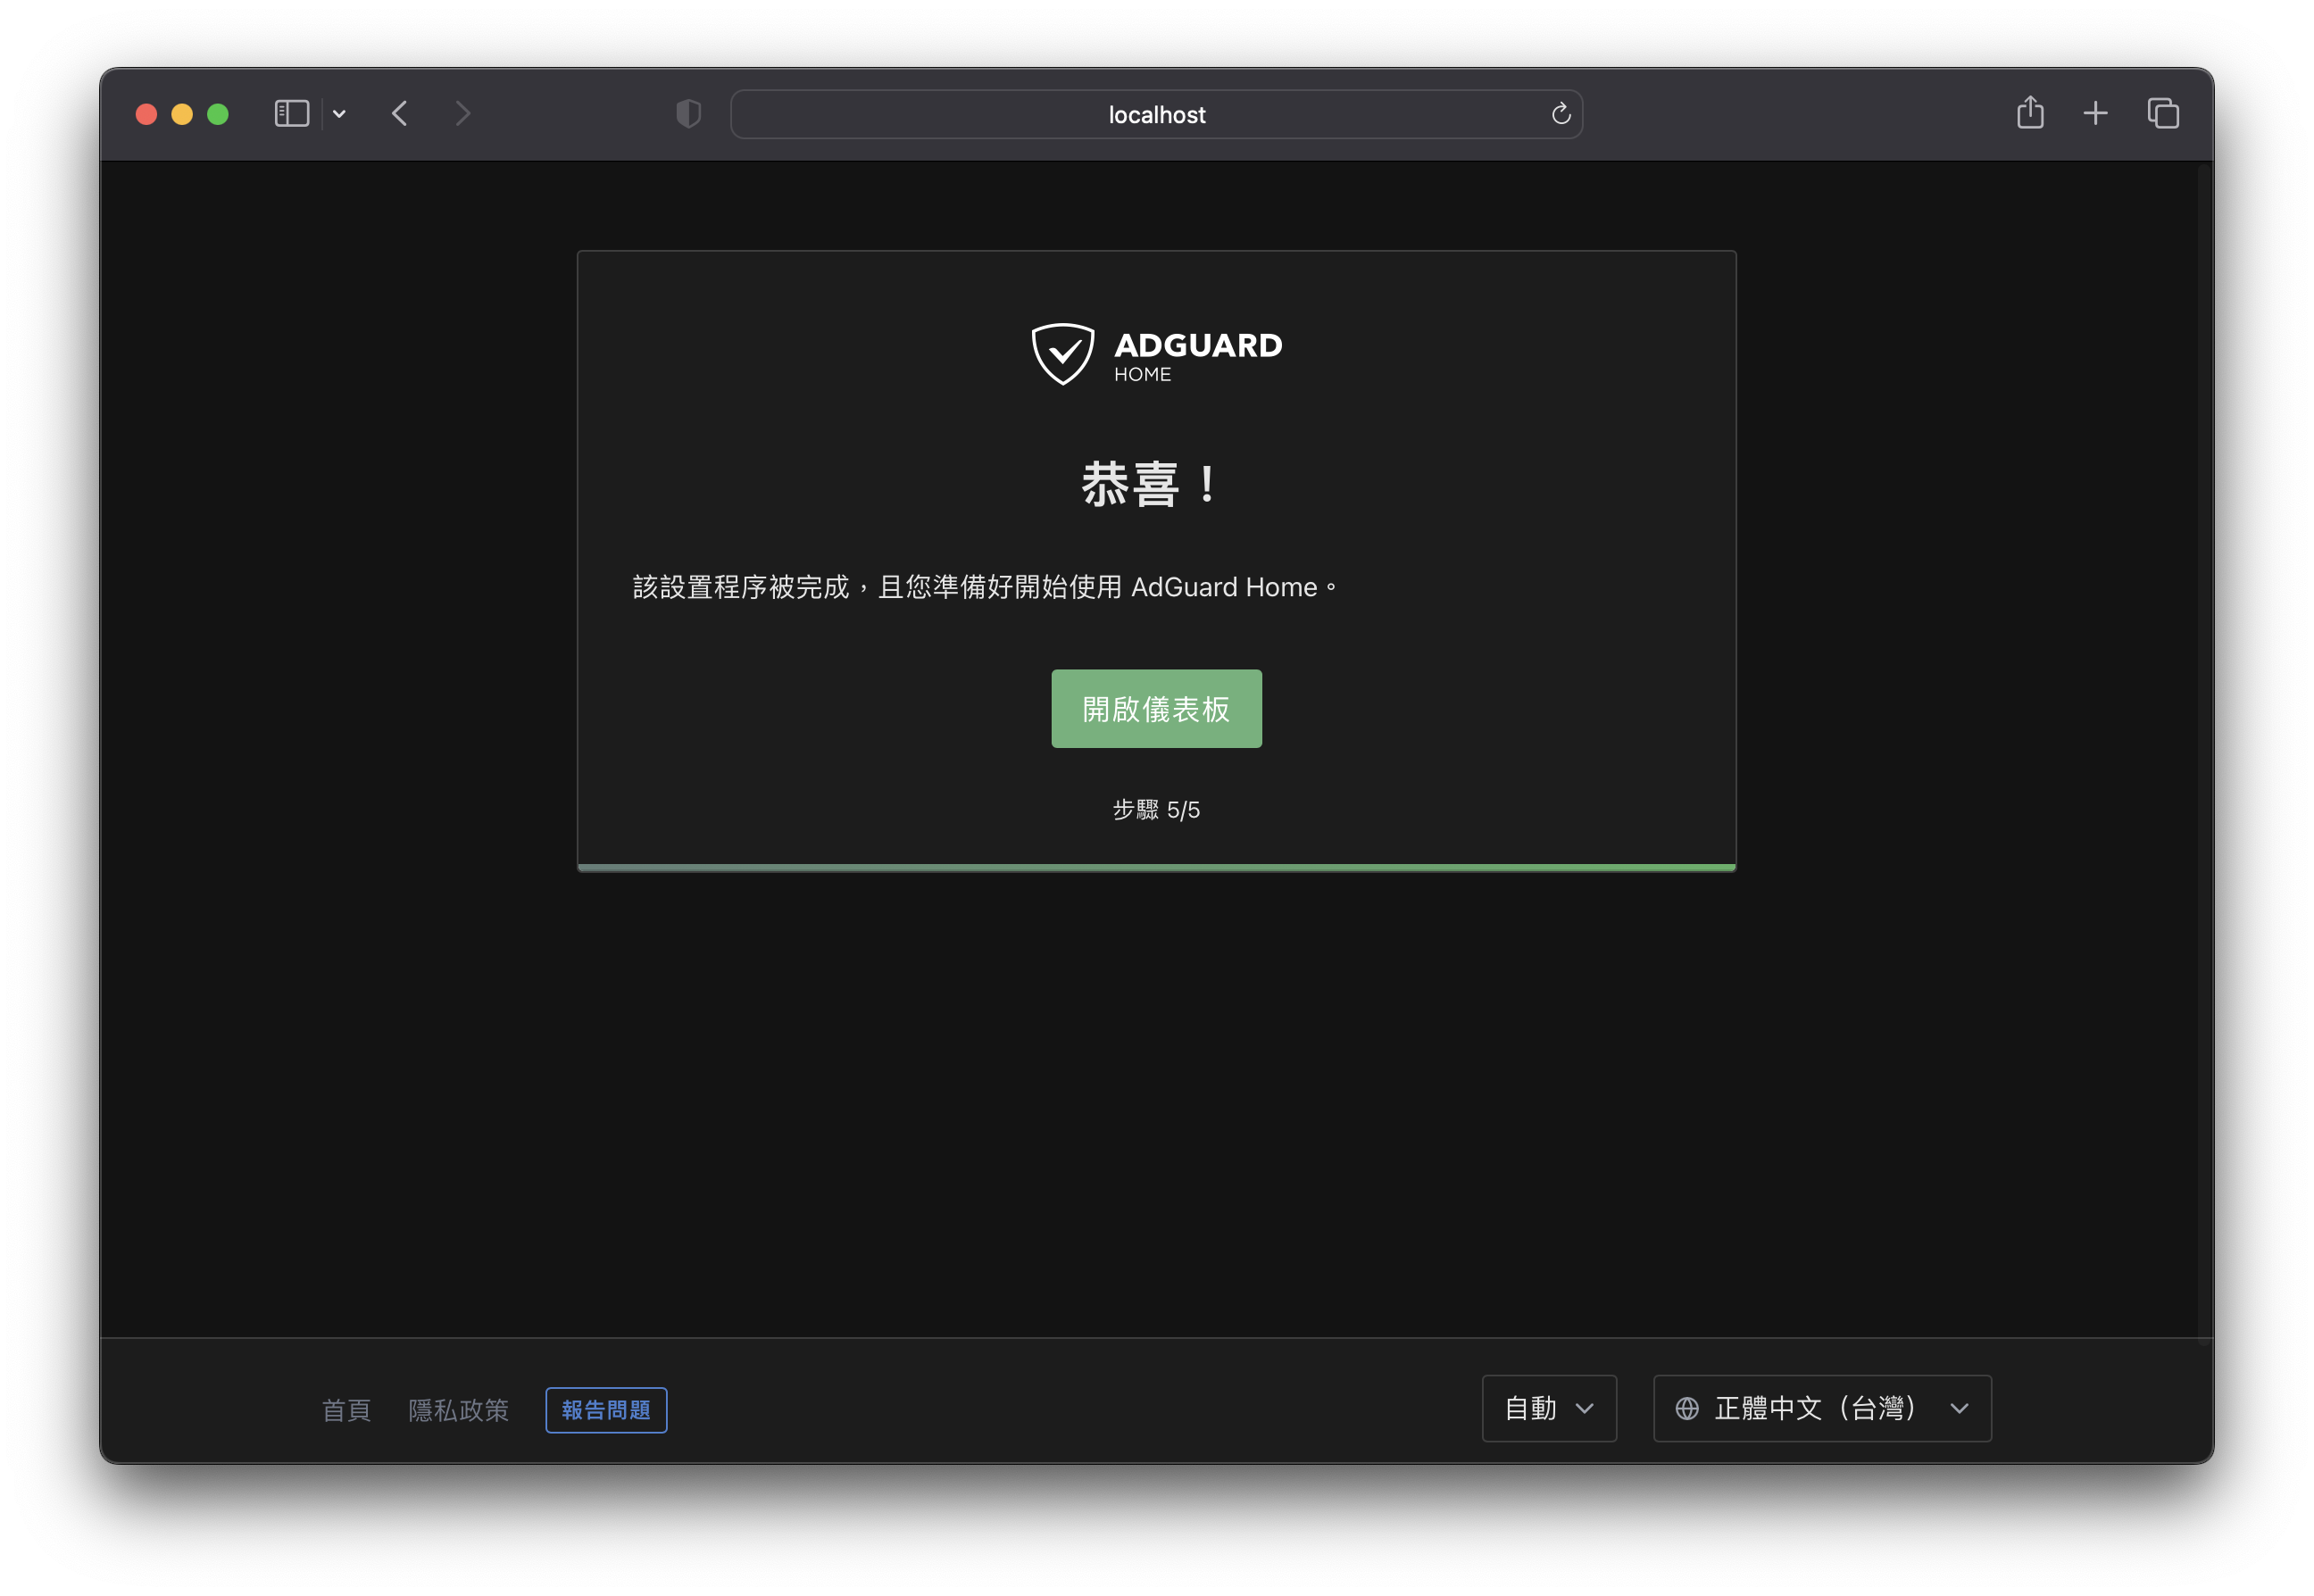 localhost
ADGUARD
HOME
恭喜！
該設置程序被完成，且您準備好開始使用 AdGuard Home。
開啟儀表板
步驟 5/5
首頁 隱私政策 報告問題 自動 正體中文（台灣）